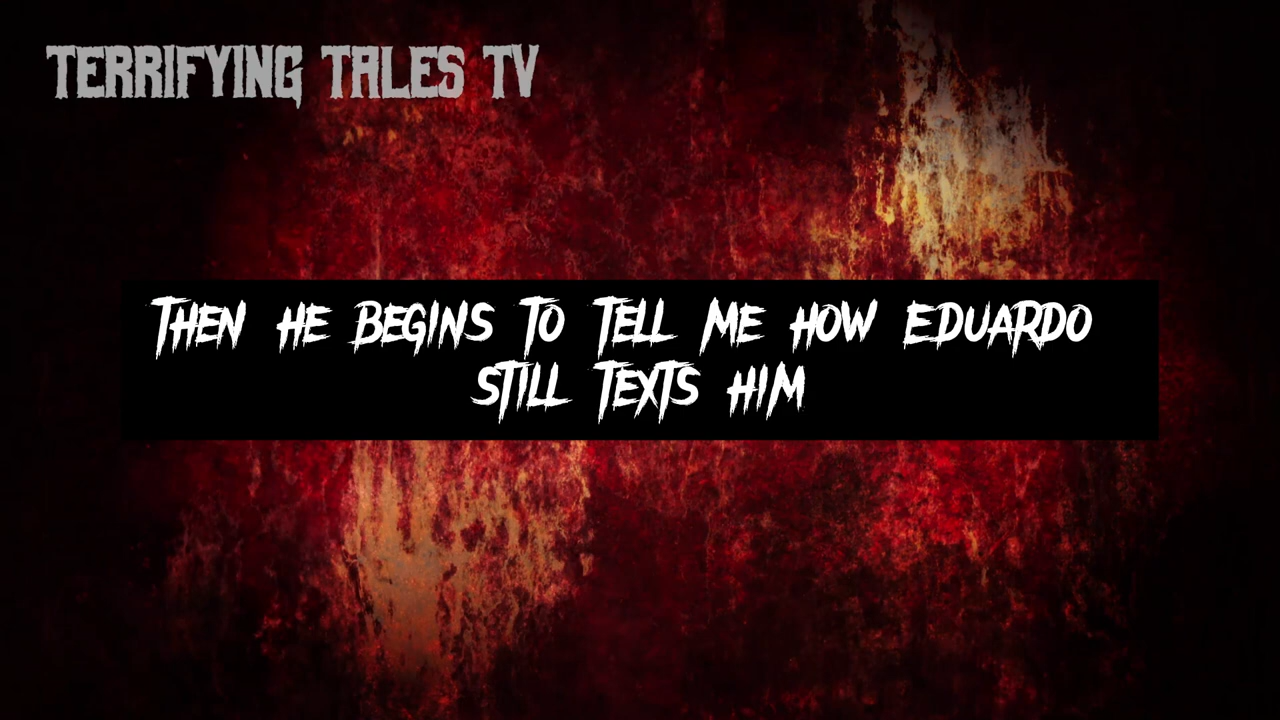 TERRIFYING TALES TV
THEN HE BEGINS TO TELL ME HOW EDUARDO
STILL TEXTS HIM